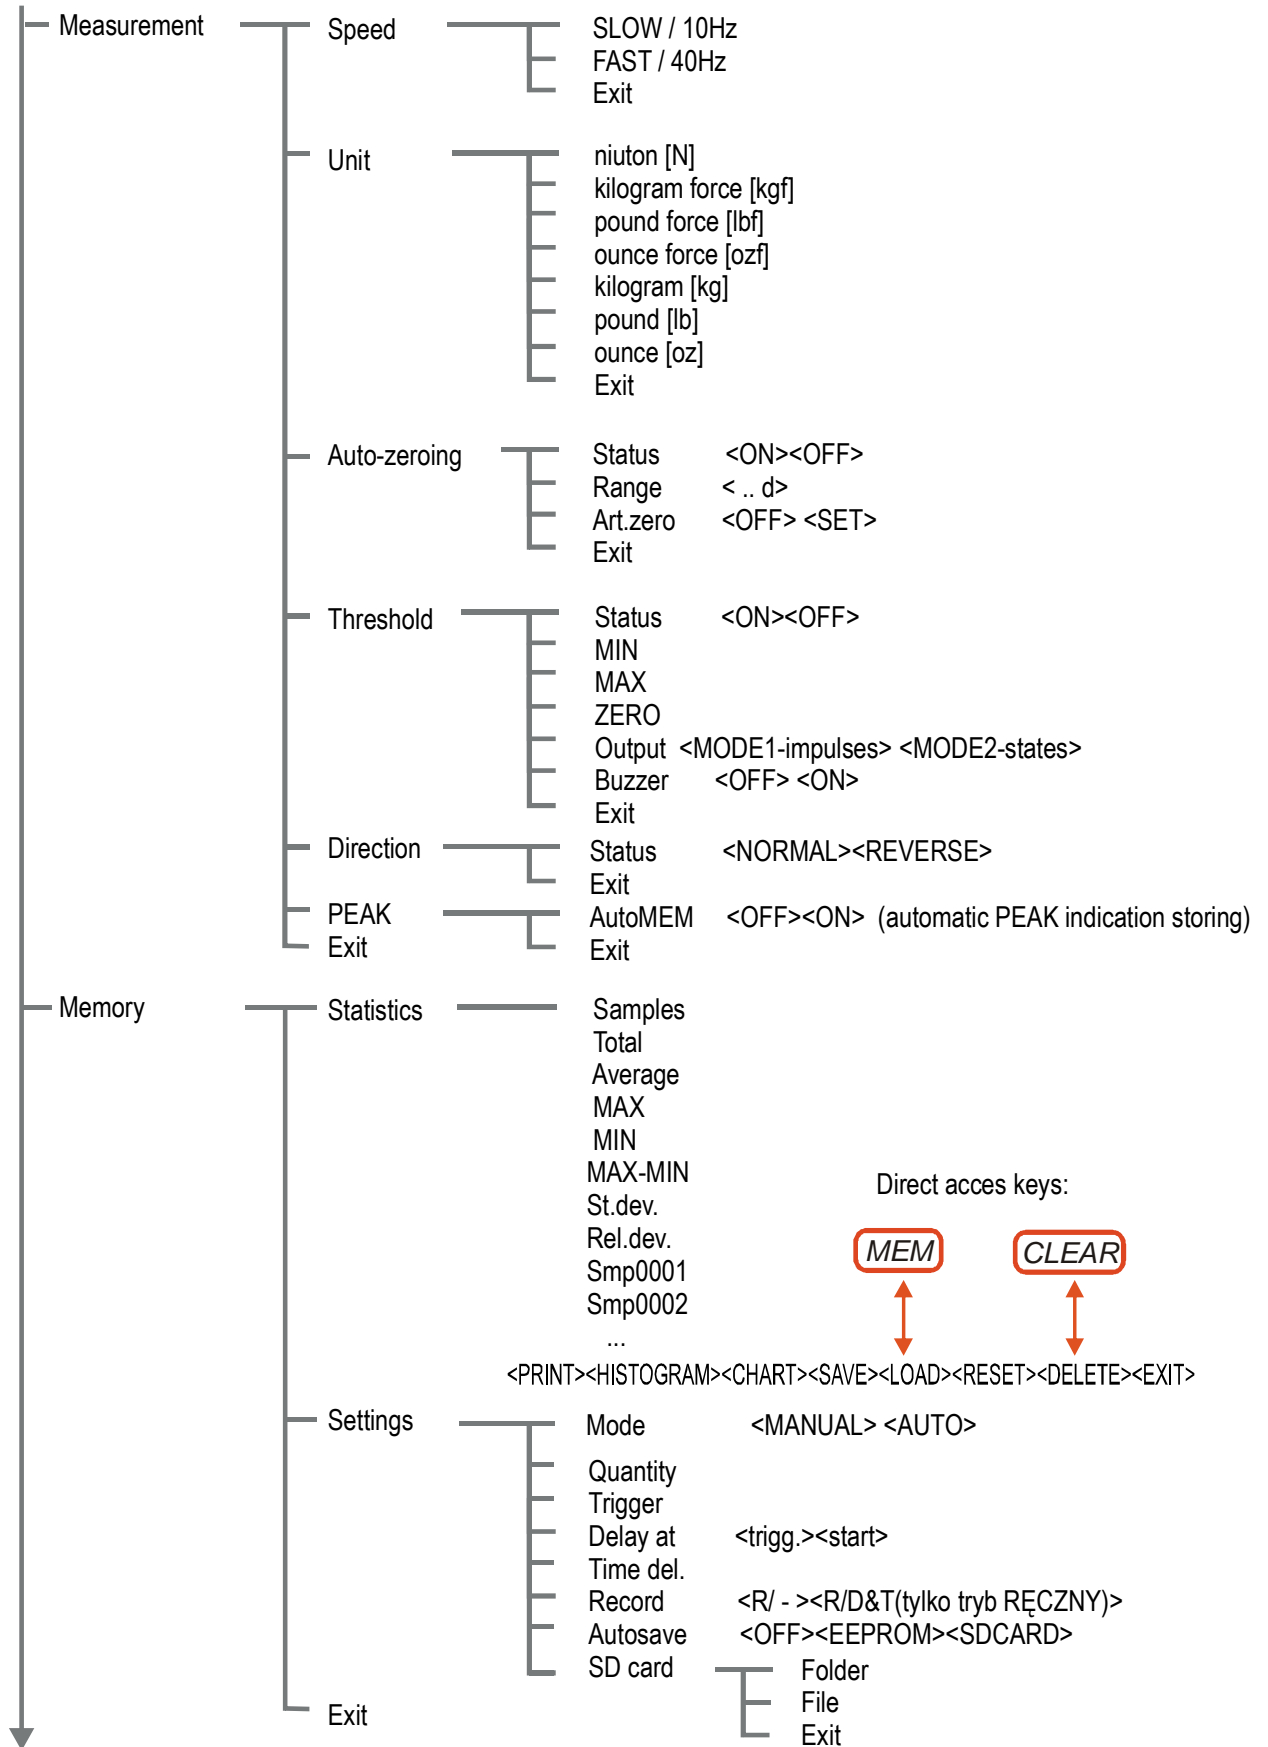 Measurement Speed SLOW / 10Hz
FAST / 40Hz
Exit
Unit niuton [N]
kilogram force [kgf]
pound force [lbf]
ounce force [ozf]
kilogram [kg]
pound [lb]
ounce [oz]
Exit
Auto-zeroing Status <ON><OFF>
Range < .. d>
Art.zero <OFF> <SET>
Exit
Threshold Status <ON><OFF>
MIN
MAX
ZERO
Output <MODE1-impulses> <MODE2-states>
Buzzer <OFF> <ON>
Exit
Direction Status <NORMAL><REVERSE>
Exit
PEAK AutoMEM <OFF><ON> (automatic PEAK indication storing)
Exit Exit
Memory Statistics Samples
Total
Average
MAX
MIN
MAX-MIN
Direct acces keys:
St.dev.
Rel.dev.
MEM CLEAR
Smp0001
Smp0002
...
<PRINT><HISTOGRAM><CHART><SAVE><LOAD><RESET><DELETE><EXIT>
Settings Mode <MANUAL> <AUTO>
Quantity
Trigger
Delay at <trigg.><start>
Time del.
Record <R/ - ><R/D&T(tylko tryb RĘCZNY)>
Autosave <OFF><EEPROM><SDCARD>
SD card Folder
File
Exit Exit